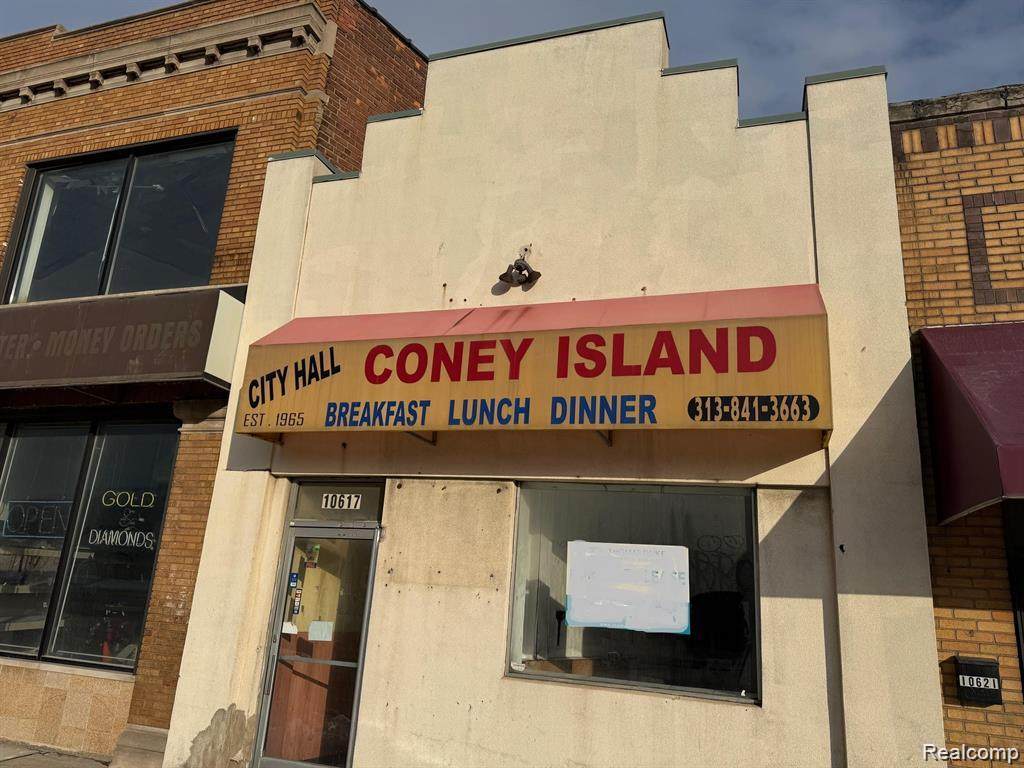 TER • MONEY ORDERS
CITY HALL
EST. 1965
CONEY ISLAND
BREAKFAST LUNCH DINNER
313-841-3663
10617
OPEN
GOLD
&
DIAMONDS
10621
Realcomp